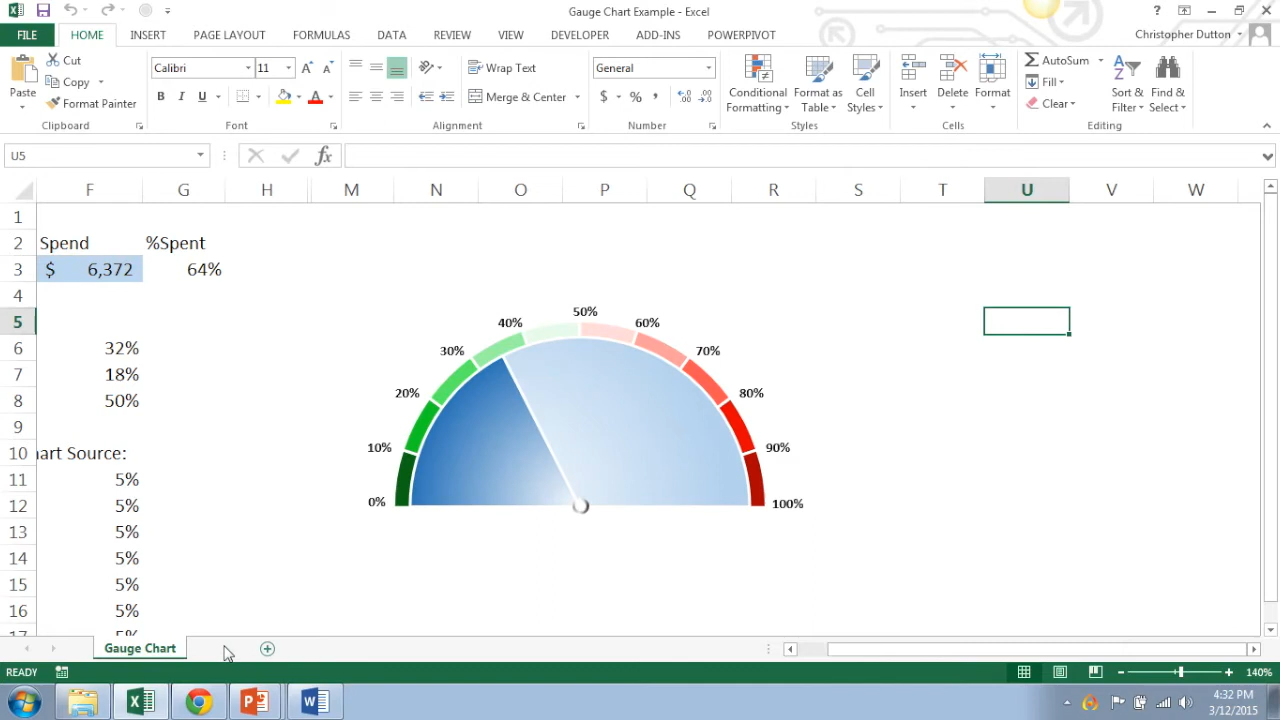 Gauge Chart Example - Excel
?
FILE HOME INSERT PAGE LAYOUT FORMULAS DATA REVIEW VIEW DEVELOPER ADD-INS POWERPIVOT Christopher Dutton
Paste
Cut
Copy
Format Painter
Clipboard
Calibri 11
B I U A
Font
Wrap Text
Merge & Center
Alignment
General
$ % ,
Number
Conditional Formatting
Format as Table
Cell Styles
Styles
Insert Delete Format
Cells
AutoSum
Fill
Clear
Sort & Filter
Find & Select
Editing
U5 fx
F G H M N O P Q R S T U V W
1
2 Spend %Spent
3 $ 6,372 64%
4
5
6 32%
7 18%
8 50%
9
10 art Source:
11 5%
12 5%
13 5%
14 5%
15 5%
16 5%
17 5%
0%
10%
20%
30%
40%
50%
60%
70%
80%
90%
100%
Gauge Chart
READY 140%
4:32 PM
3/12/2015